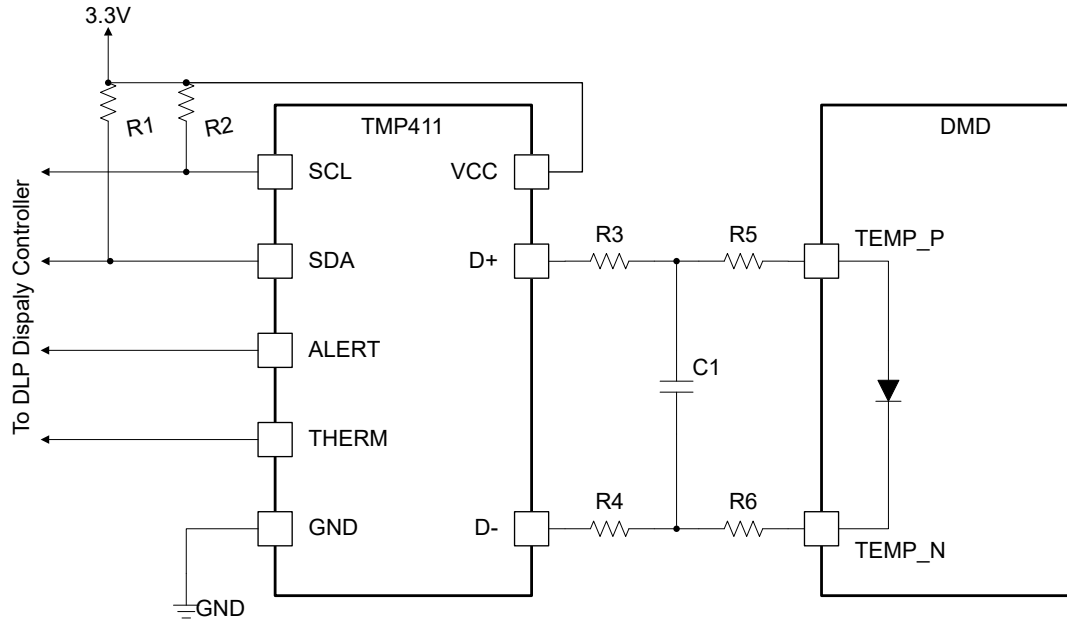 3.3V
R1
R2
TMP411
DMD
SCL
VCC
R3
R5
TEMP_P
SDA
D+
To DLP Dispaly Controller
ALERT
C1
THERM
R4
R6
GND
D-
TEMP_N
GND